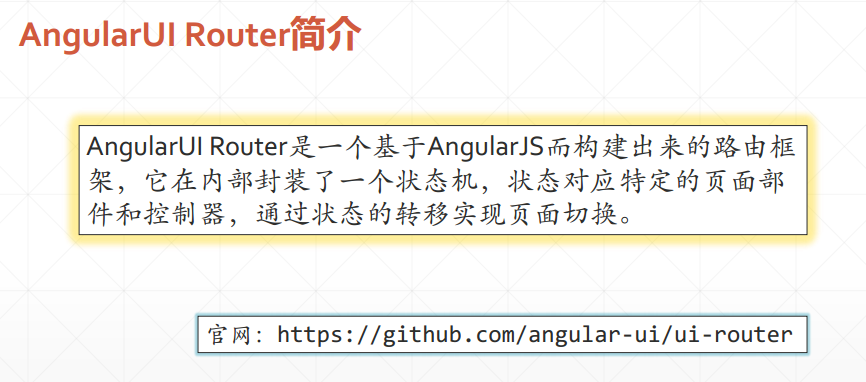 AngularUI Router简介
AngularUI Router是一个基于AngularJS而构建出来的路由框
架，它在内部封装了一个状态机，状态对应特定的页面部
件和控制器，通过状态的转移实现页面切换。
官网：https://github.com/angular-ui/ui-router